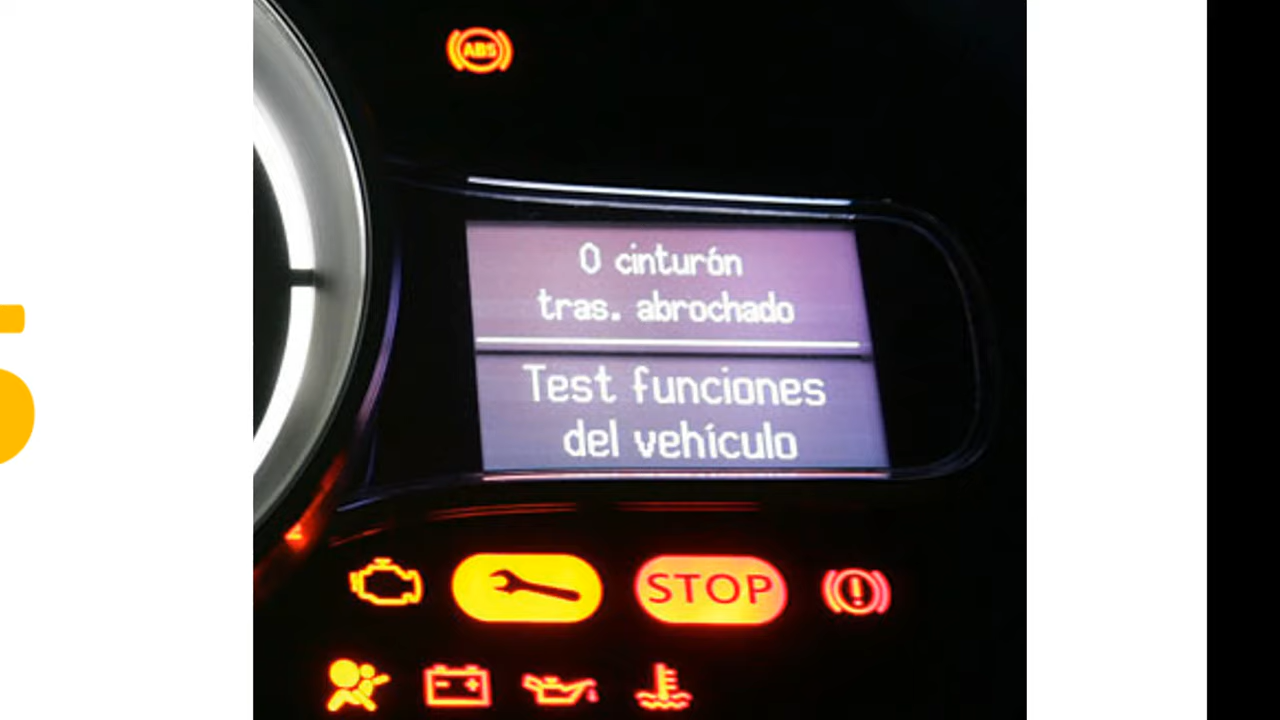 ABS
0 cinturón
tras. abrochado
Test funciones
del vehículo
STOP